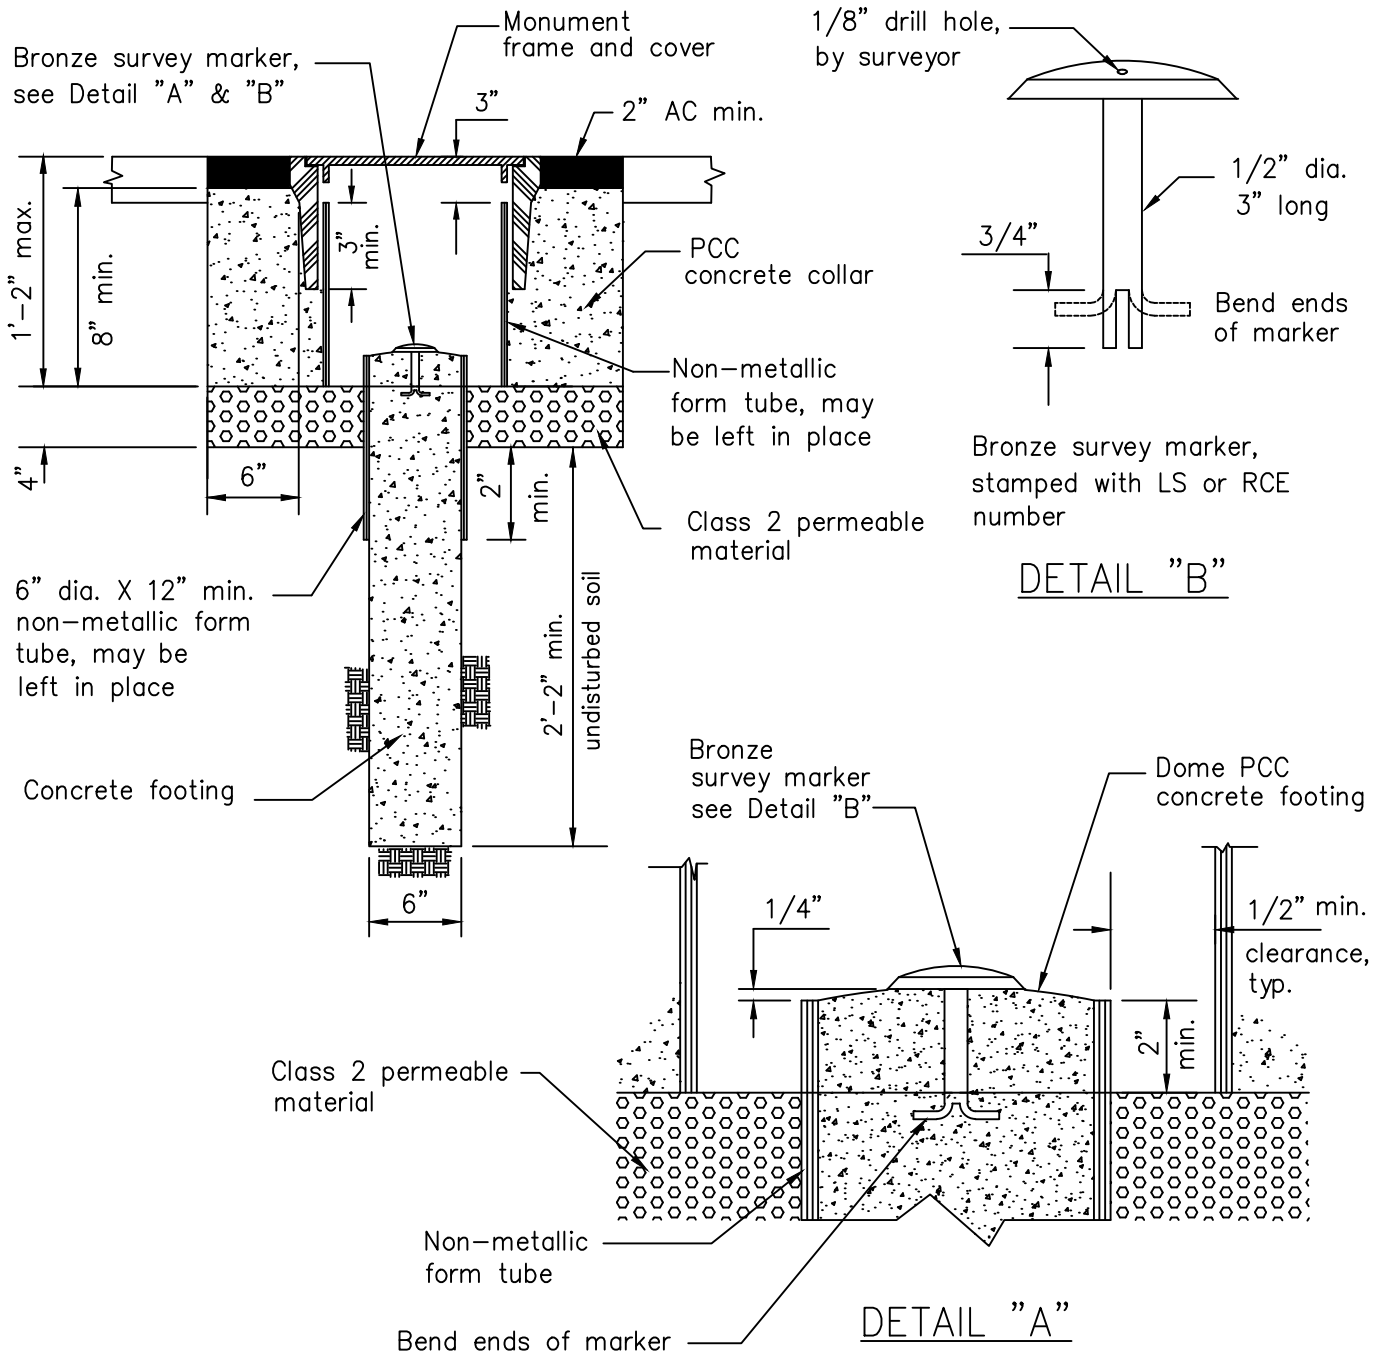 Monument
frame and cover
Bronze survey marker,
see Detail "A" & "B"
3"
2" AC min.
1'-2" max.
8" min.
3"
min.
PCC
concrete collar
Non-metallic
form tube, may
be left in place
4"
6"
2"
min.
Class 2 permeable
material
6" dia. X 12" min.
non-metallic form
tube, may be
left in place
2'-2" min.
undisturbed soil
Concrete footing
6"
1/8" drill hole,
by surveyor
1/2" dia.
3" long
3/4"
Bend ends
of marker
Bronze survey marker,
stamped with LS or RCE
number
DETAIL "B"
Bronze
survey marker
see Detail "B"
Dome PCC
concrete footing
1/4"
1/2" min.
clearance,
typ.
2"
min.
Class 2 permeable
material
Non-metallic
form tube
Bend ends of marker
DETAIL "A"